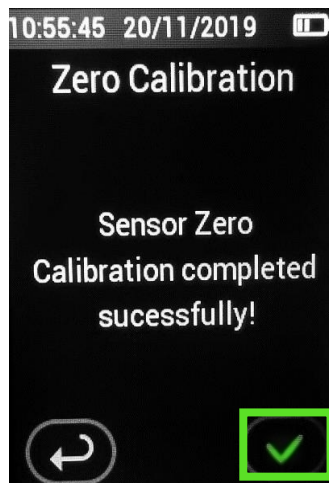 10:55:45 20/11/2019
Zero Calibration
Sensor Zero
Calibration completed
sucessfully!